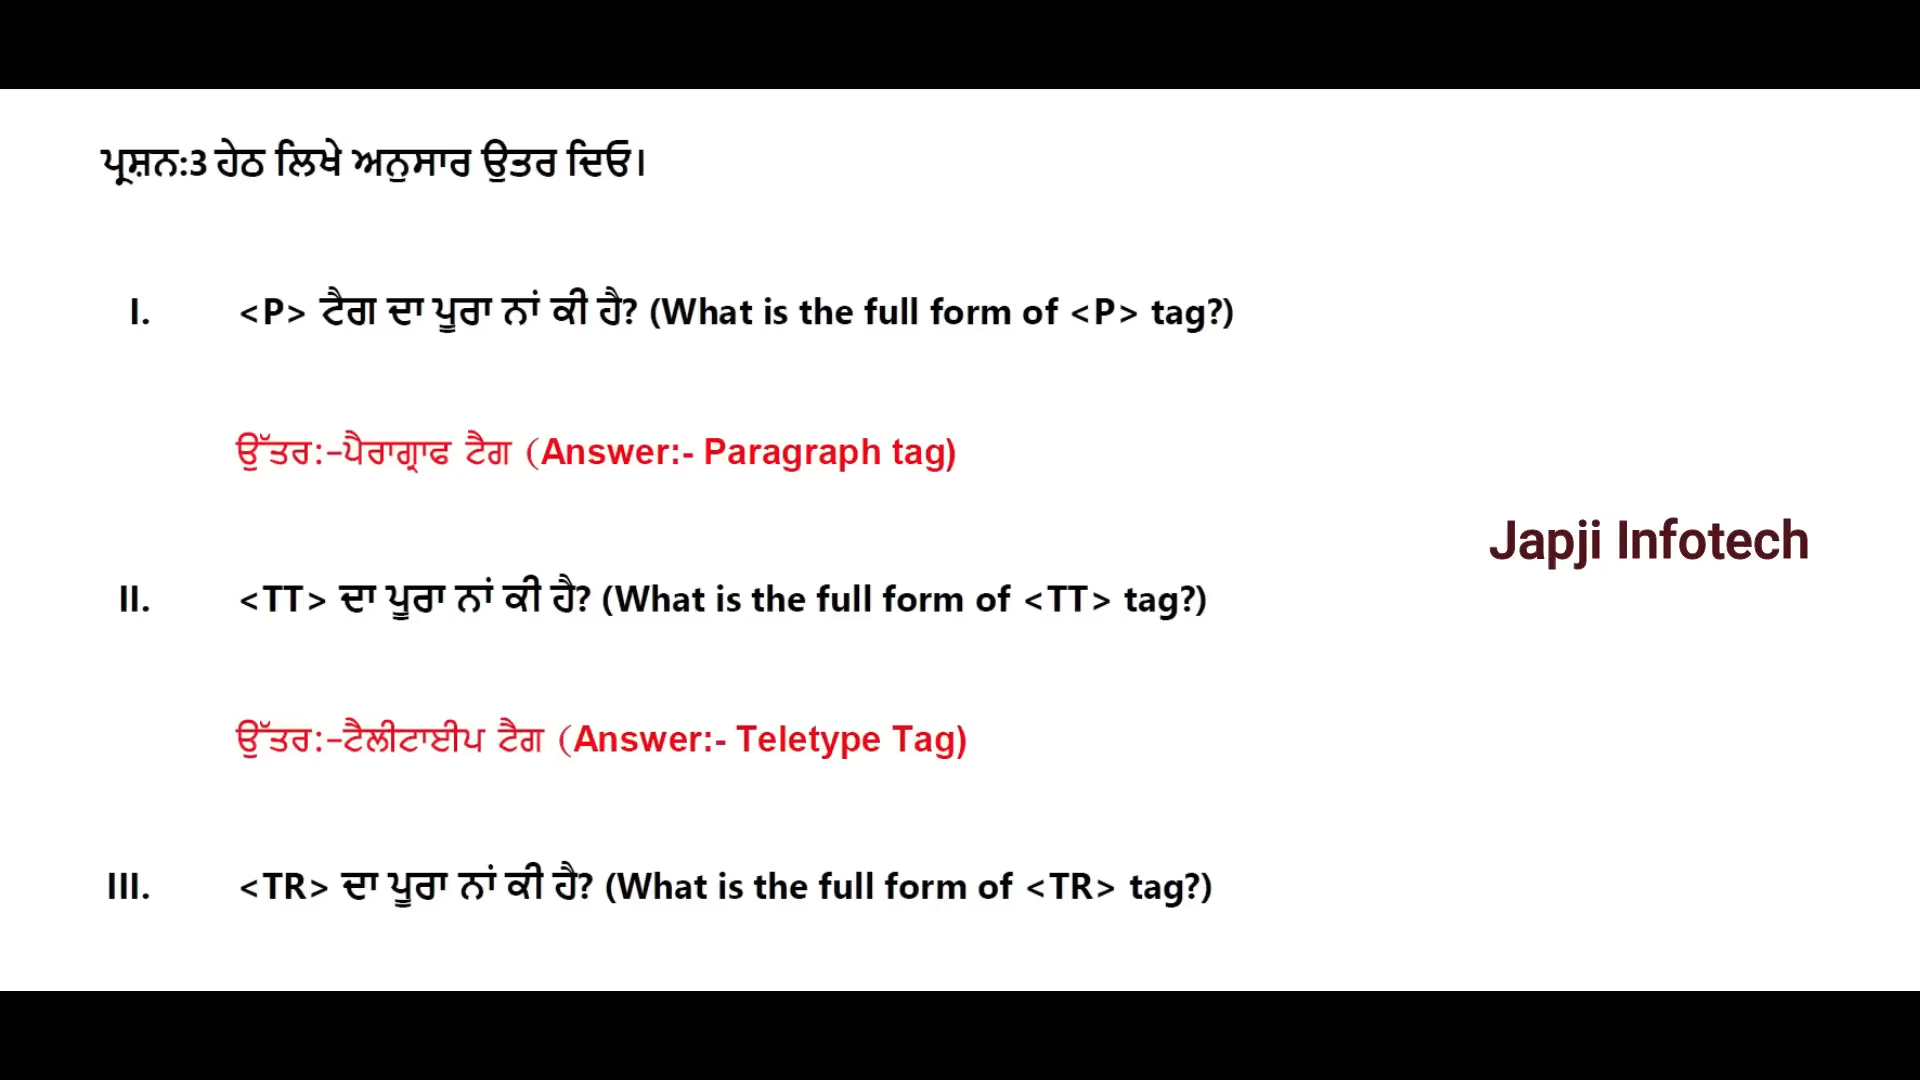 ਪ੍ਰਸ਼ਨ:3 ਹੇਠ ਲਿਖੇ ਅਨੁਸਾਰ ਉਤਰ ਦਿਓ।
I. <P> ਟੈਗ ਦਾ ਪੂਰਾ ਨਾਂ ਕੀ ਹੈ? (What is the full form of <P> tag?)
ਉੱਤਰ:-ਪੈਰਾਗ੍ਰਾਫ ਟੈਗ (Answer:- Paragraph tag)
Japji Infotech
II. <TT> ਦਾ ਪੂਰਾ ਨਾਂ ਕੀ ਹੈ? (What is the full form of <TT> tag?)
ਉੱਤਰ:-ਟੈਲੀਟਾਈਪ ਟੈਗ (Answer:- Teletype Tag)
III. <TR> ਦਾ ਪੂਰਾ ਨਾਂ ਕੀ ਹੈ? (What is the full form of <TR> tag?)